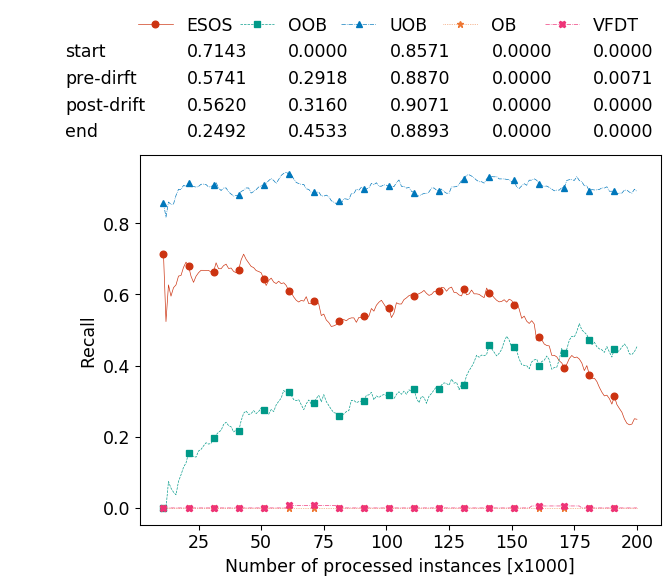 ESOS OOB UOB OB VFDT
start 0.7143 0.0000 0.8571 0.0000 0.0000
pre-dirft 0.5741 0.2918 0.8870 0.0000 0.0071
post-drift 0.5620 0.3160 0.9071 0.0000 0.0000
end 0.2492 0.4533 0.8893 0.0000 0.0000
0.8
0.6
0.4
0.2
0.0
Recall
25 50 75 100 125 150 175 200
Number of processed instances [x1000]